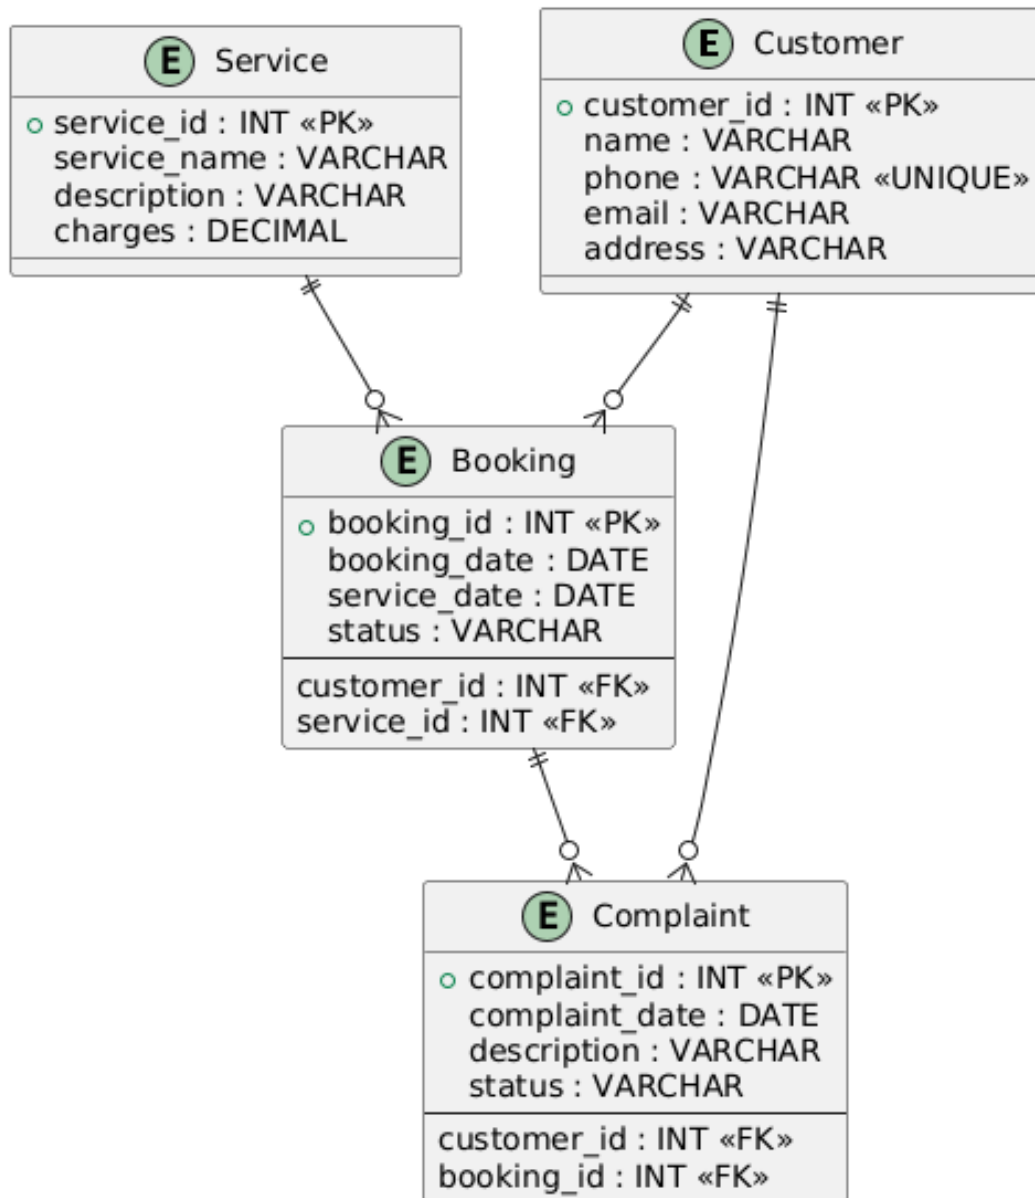 E Service
service_id : INT «PK»
service_name : VARCHAR
description : VARCHAR
charges : DECIMAL
E Customer
customer_id : INT «PK»
name : VARCHAR
phone : VARCHAR «UNIQUE»
email : VARCHAR
address : VARCHAR
E Booking
booking_id : INT «PK»
booking_date : DATE
service_date : DATE
status : VARCHAR
customer_id : INT «FK»
service_id : INT «FK»
E Complaint
complaint_id : INT «PK»
complaint_date : DATE
description : VARCHAR
status : VARCHAR
customer_id : INT «FK»
booking_id : INT «FK»